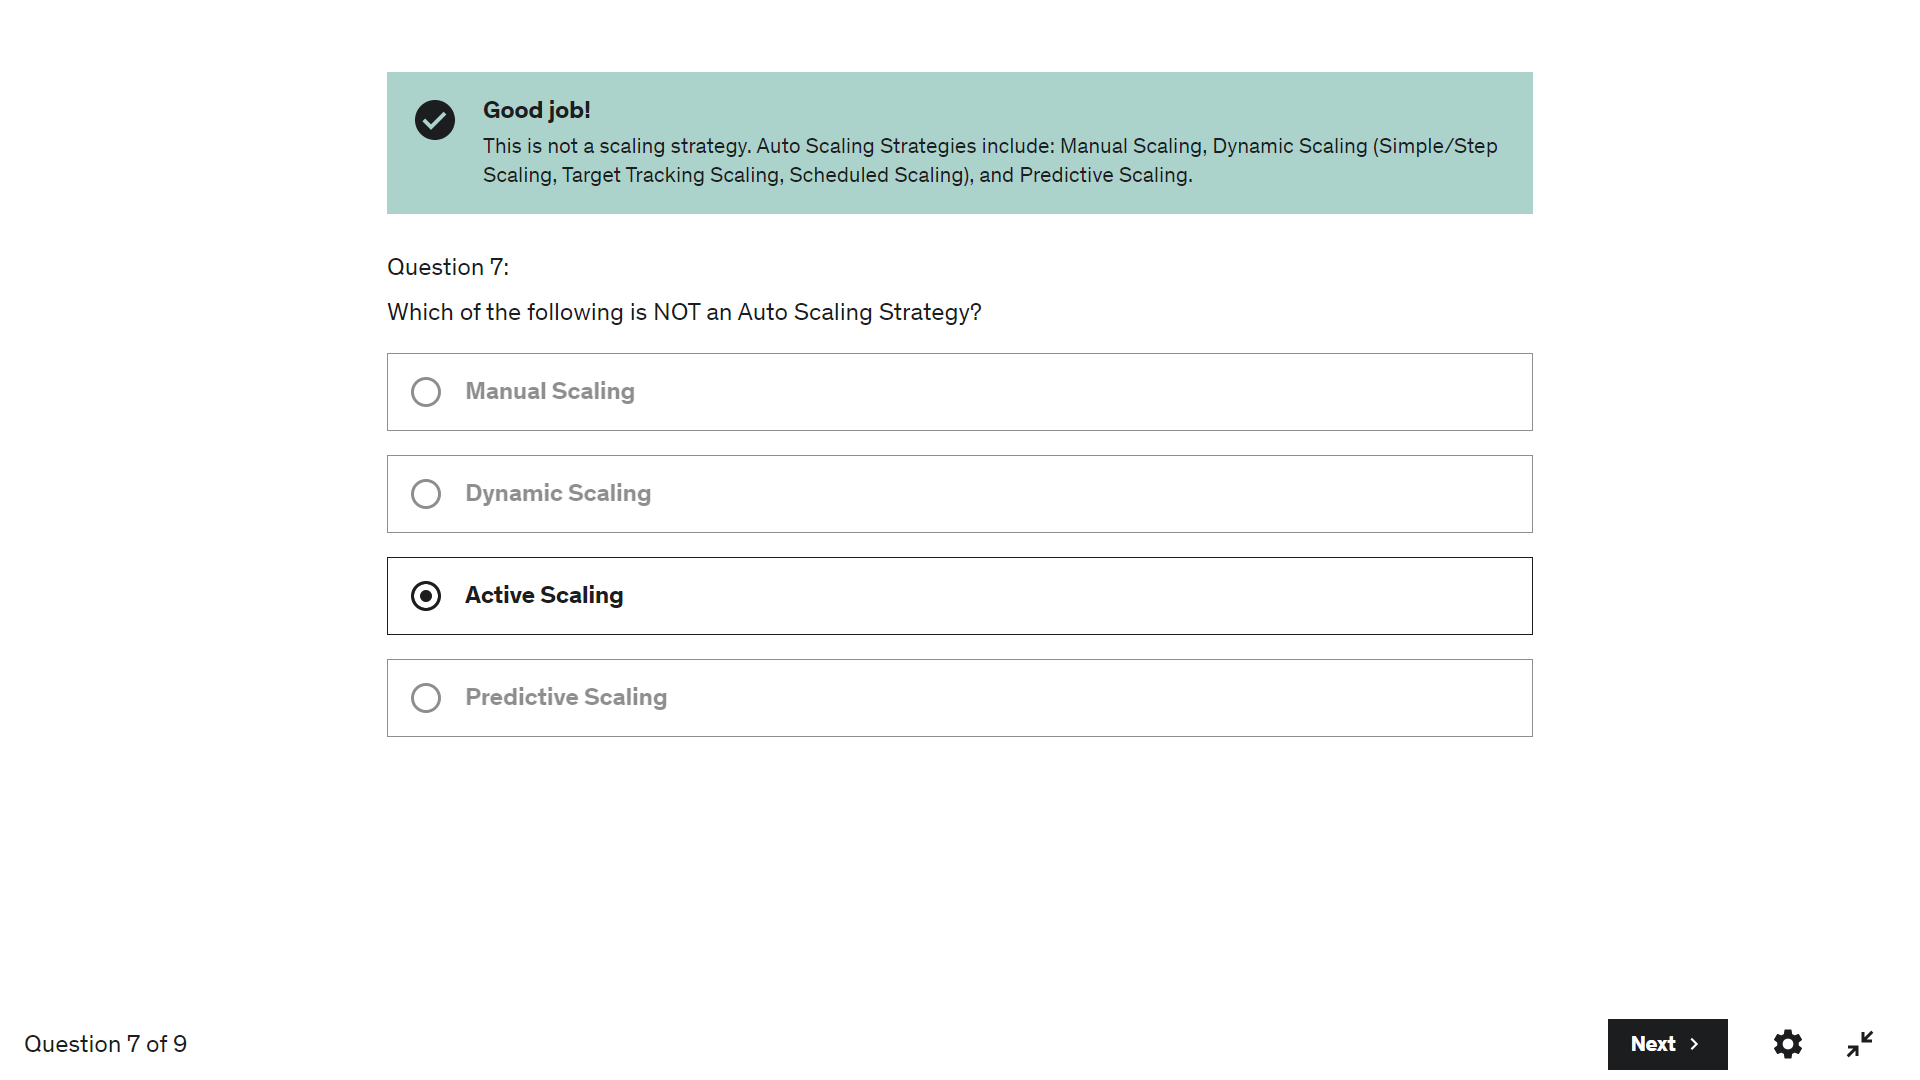 Good job!
This is not a scaling strategy. Auto Scaling Strategies include: Manual Scaling, Dynamic Scaling (Simple/Step
Scaling, Target Tracking Scaling, Scheduled Scaling), and Predictive Scaling.
Question 7:
Which of the following is NOT an Auto Scaling Strategy?
Manual Scaling
Dynamic Scaling
Active Scaling
Predictive Scaling
Question 7 of 9
Next